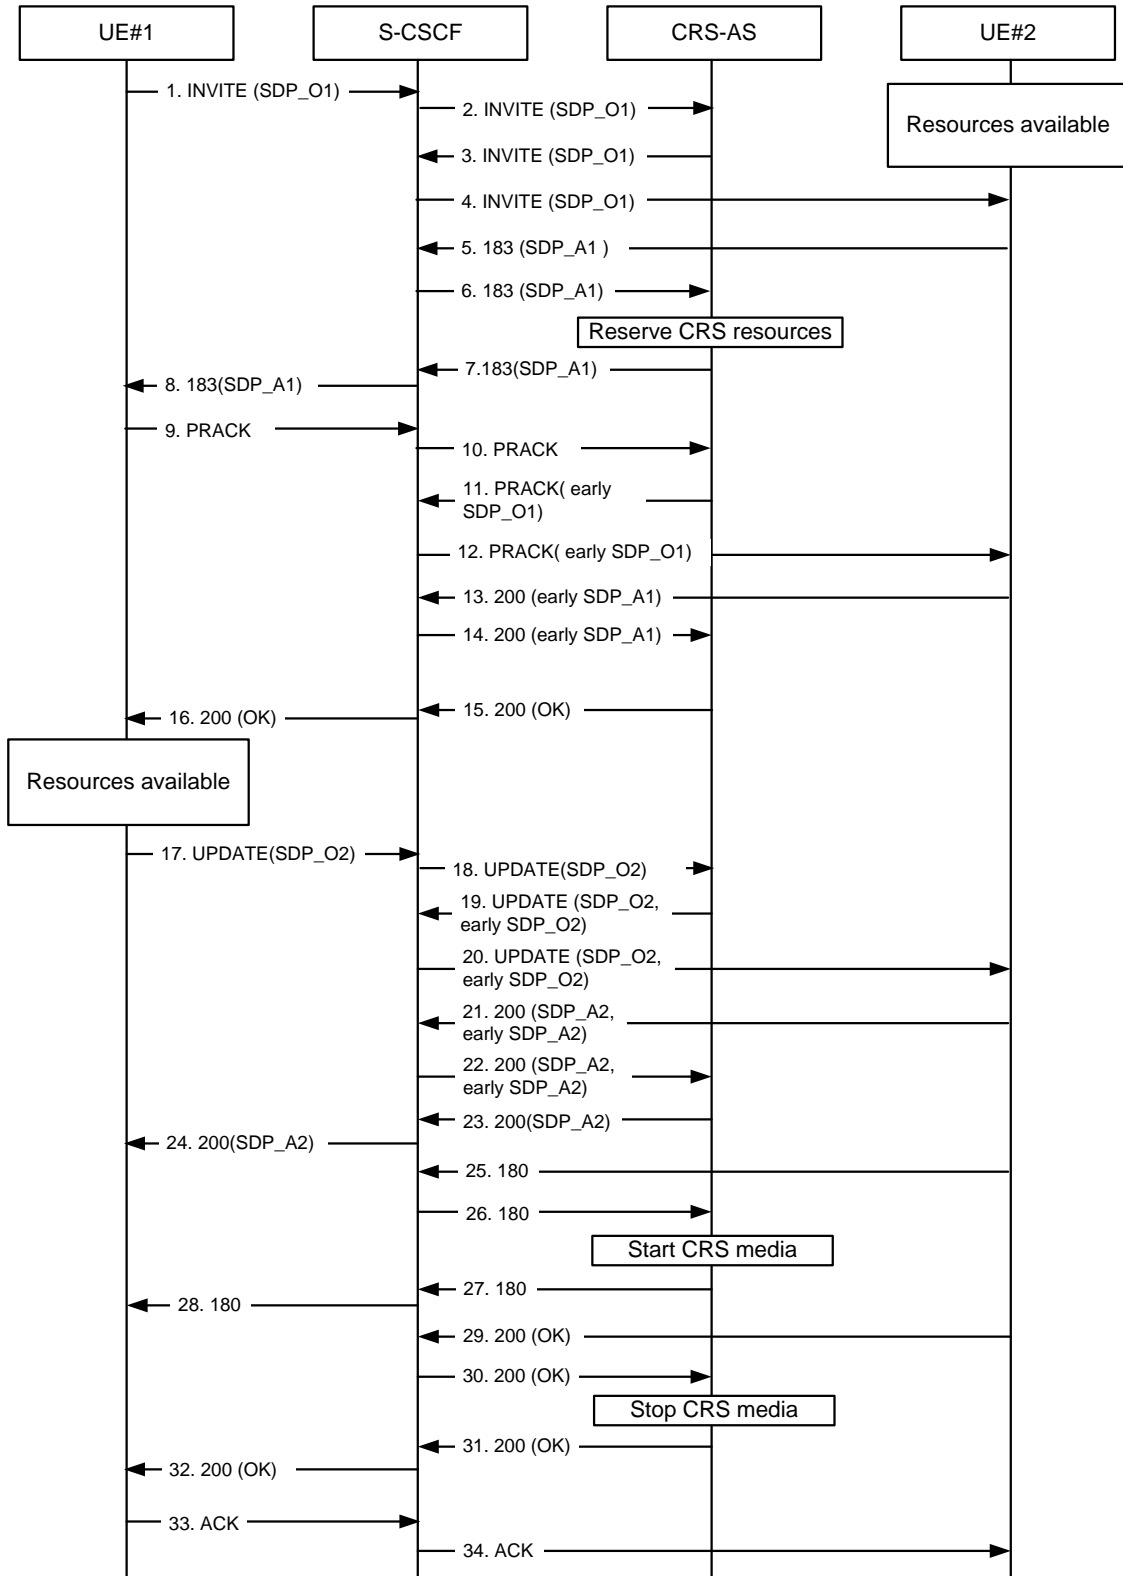 UE#1
S-CSCF
CRS-AS
UE#2
1. INVITE (SDP_O1)
Resources available
2. INVITE (SDP_O1)
3. INVITE (SDP_O1)
4. INVITE (SDP_O1)
5. 183 (SDP_A1 )
6. 183 (SDP_A1)
Reserve CRS resources
7.183(SDP_A1)
8. 183(SDP_A1)
9. PRACK
10. PRACK
11. PRACK( early
SDP_O1)
12. PRACK( early SDP_O1)
13. 200 (early SDP_A1)
14. 200 (early SDP_A1)
15. 200 (OK)
16. 200 (OK)
Resources available
17. UPDATE(SDP_O2)
18. UPDATE(SDP_O2)
19. UPDATE (SDP_O2,
early SDP_O2)
20. UPDATE (SDP_O2,
early SDP_O2)
21. 200 (SDP_A2,
early SDP_A2)
22. 200 (SDP_A2,
early SDP_A2)
23. 200(SDP_A2)
24. 200(SDP_A2)
25. 180
26. 180
Start CRS media
27. 180
28. 180
29. 200 (OK)
30. 200 (OK)
Stop CRS media
31. 200 (OK)
32. 200 (OK)
33. ACK
34. ACK